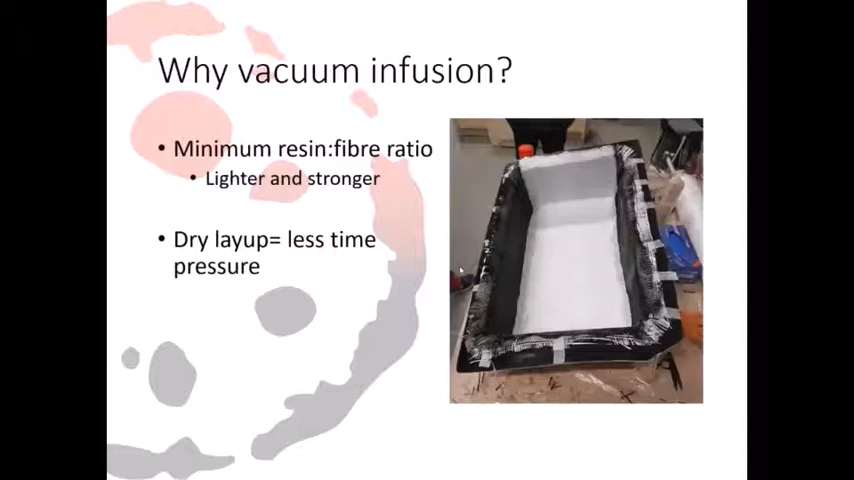 Why vacuum infusion?
• Minimum resin:fibre ratio
• Lighter and stronger
• Dry layup= less time
pressure